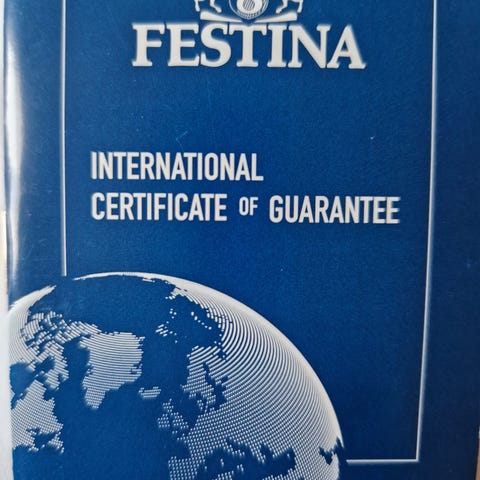 FESTINA
INTERNATIONAL
CERTIFICATE OF GUARANTEE